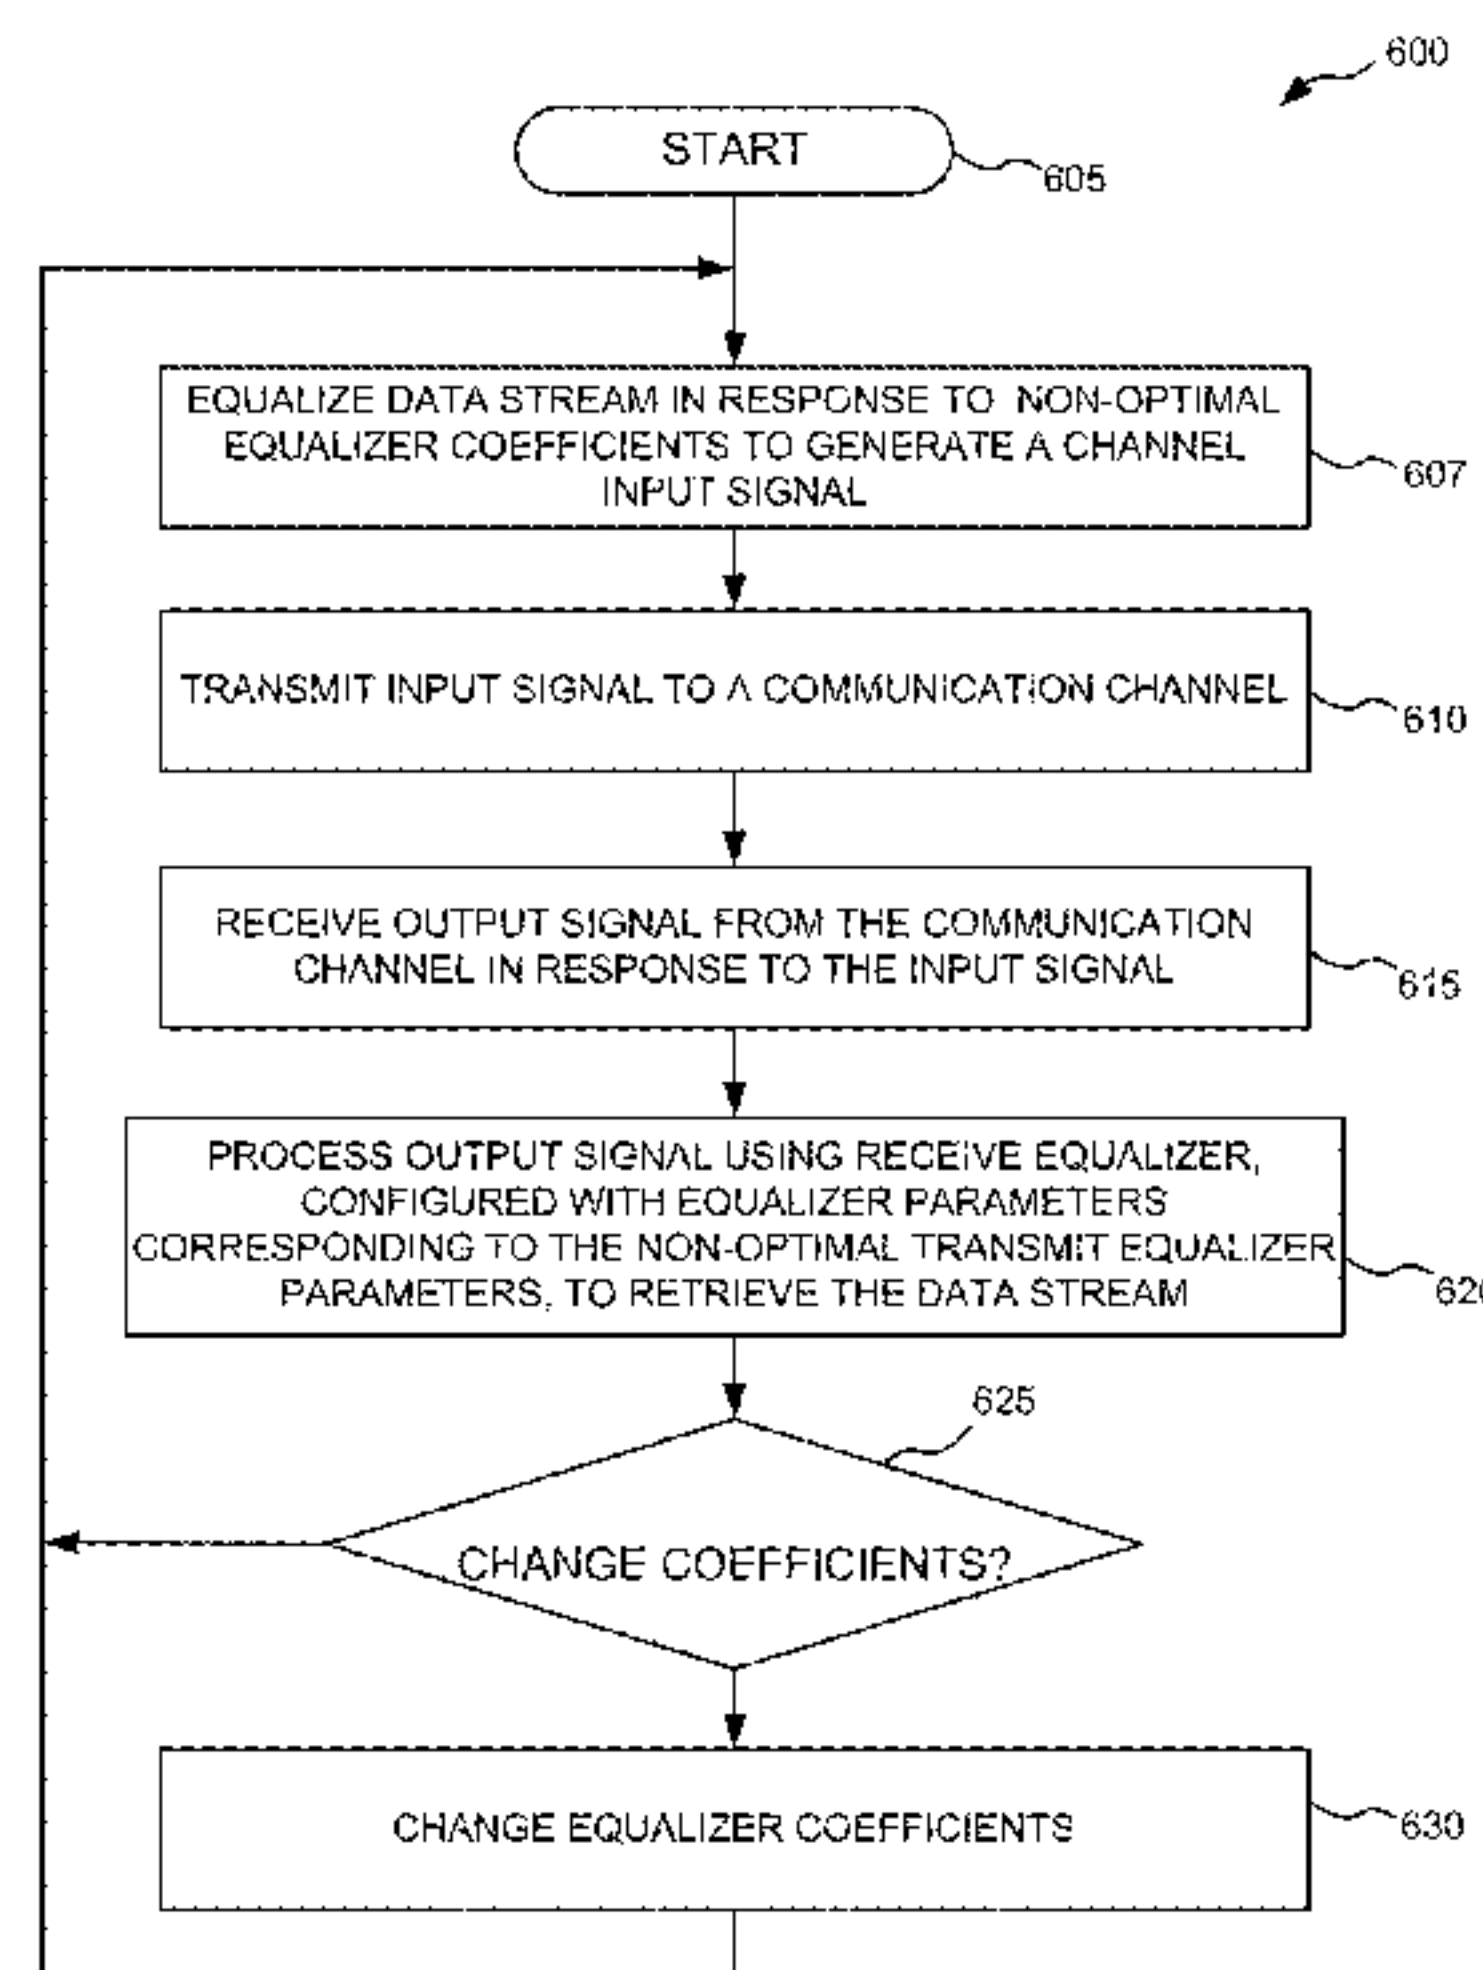 600
START
605
EQUALIZE DATA STREAM IN RESPONSE TO NON-OPTIMAL
EQUALIZER COEFFICIENTS TO GENERATE A CHANNEL
INPUT SIGNAL
607
TRANSMIT INPUT SIGNAL TO A COMMUNICATION CHANNEL
610
RECEIVE OUTPUT SIGNAL FROM THE COMMUNICATION
CHANNEL IN RESPONSE TO THE INPUT SIGNAL
615
PROCESS OUTPUT SIGNAL USING RECEIVE EQUALIZER,
CONFIGURED WITH EQUALIZER PARAMETERS
CORRESPONDING TO THE NON-OPTIMAL TRANSMIT EQUALIZER
PARAMETERS, TO RETRIEVE THE DATA STREAM
620
625
CHANGE COEFFICIENTS?
CHANGE EQUALIZER COEFFICIENTS
630